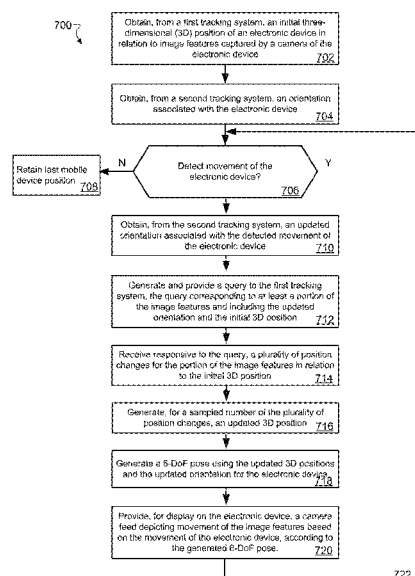 700
Obtain, from a first tracking system, an initial three-
dimensional (3D) position of an electronic device in
relation to image features captured by a camera of the
electronic device
702
Obtain, from a second tracking system, an orientation
associated with the electronic device
704
N
Detect movement of the
electronic device?
706
Y
Retain last mobile
device position
708
Obtain, from the second tracking system, an updated
orientation associated with the detected movement of
the electronic device
710
Generate and provide a query to the first tracking
system, the query corresponding to at least a portion of
the image features and including the updated
orientation and the initial 3D position
712
Receive responsive to the query, a plurality of position
changes for the portion of the image features in relation
to the initial 3D position
714
Generate, for a sampled number of the plurality of
position changes, an updated 3D position
716
Generate a 6-DoF pose using the updated 3D positions
and the updated orientation for the electronic device
718
Provide, for display on the electronic device, a camera
feed depicting movement of the image features based
on the movement of the electronic device, according to
the generated 6-DoF pose.
720
722